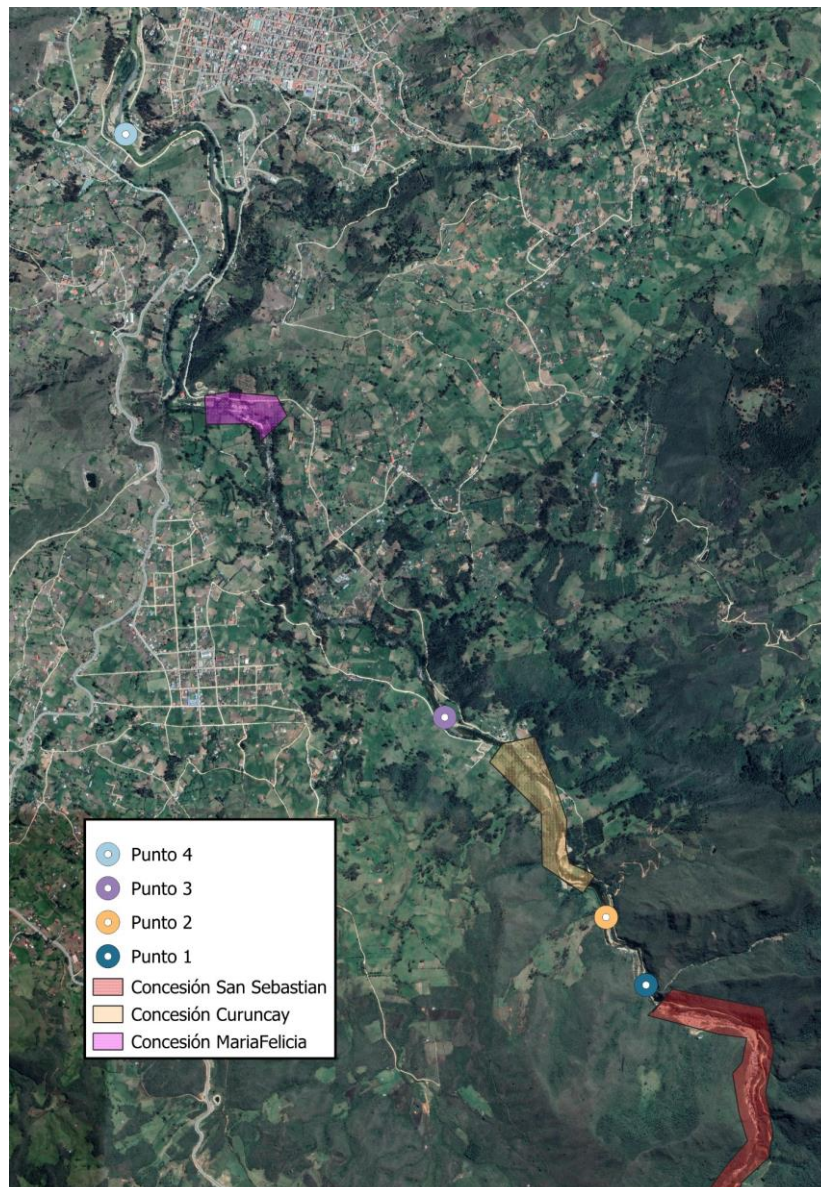 Punto 4
Punto 3
Punto 2
Punto 1
Concesión San Sebastian
Concesión Curuncay
Concesión MariaFelicia